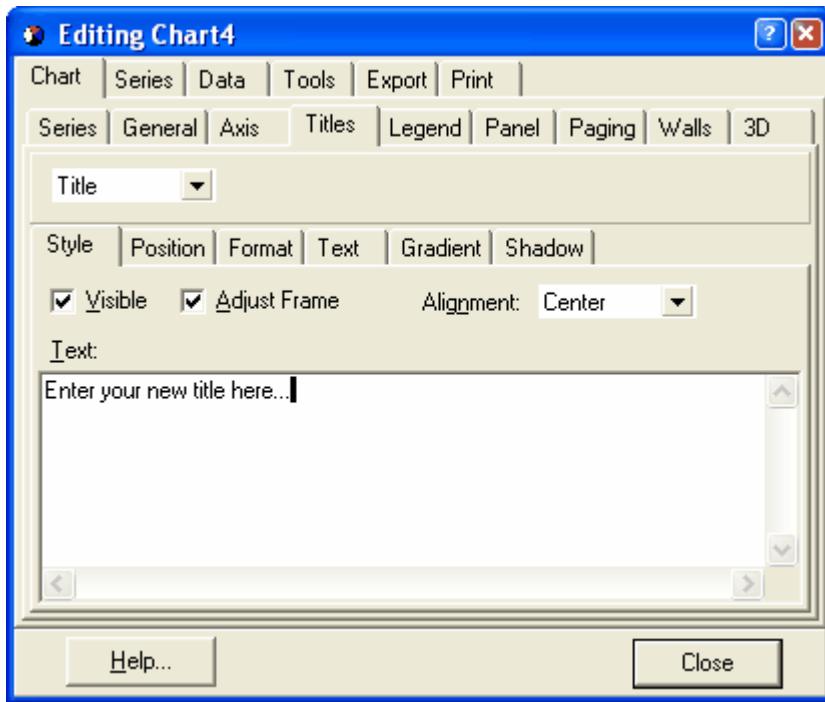 Editing Chart4
Chart Series Data Tools Export Print
Series General Axis Titles Legend Panel Paging Walls 3D
Title
Style Position Format Text Gradient Shadow
Visible Adjust Frame Alignment: Center
Text:
Enter your new title here...
Help... Close